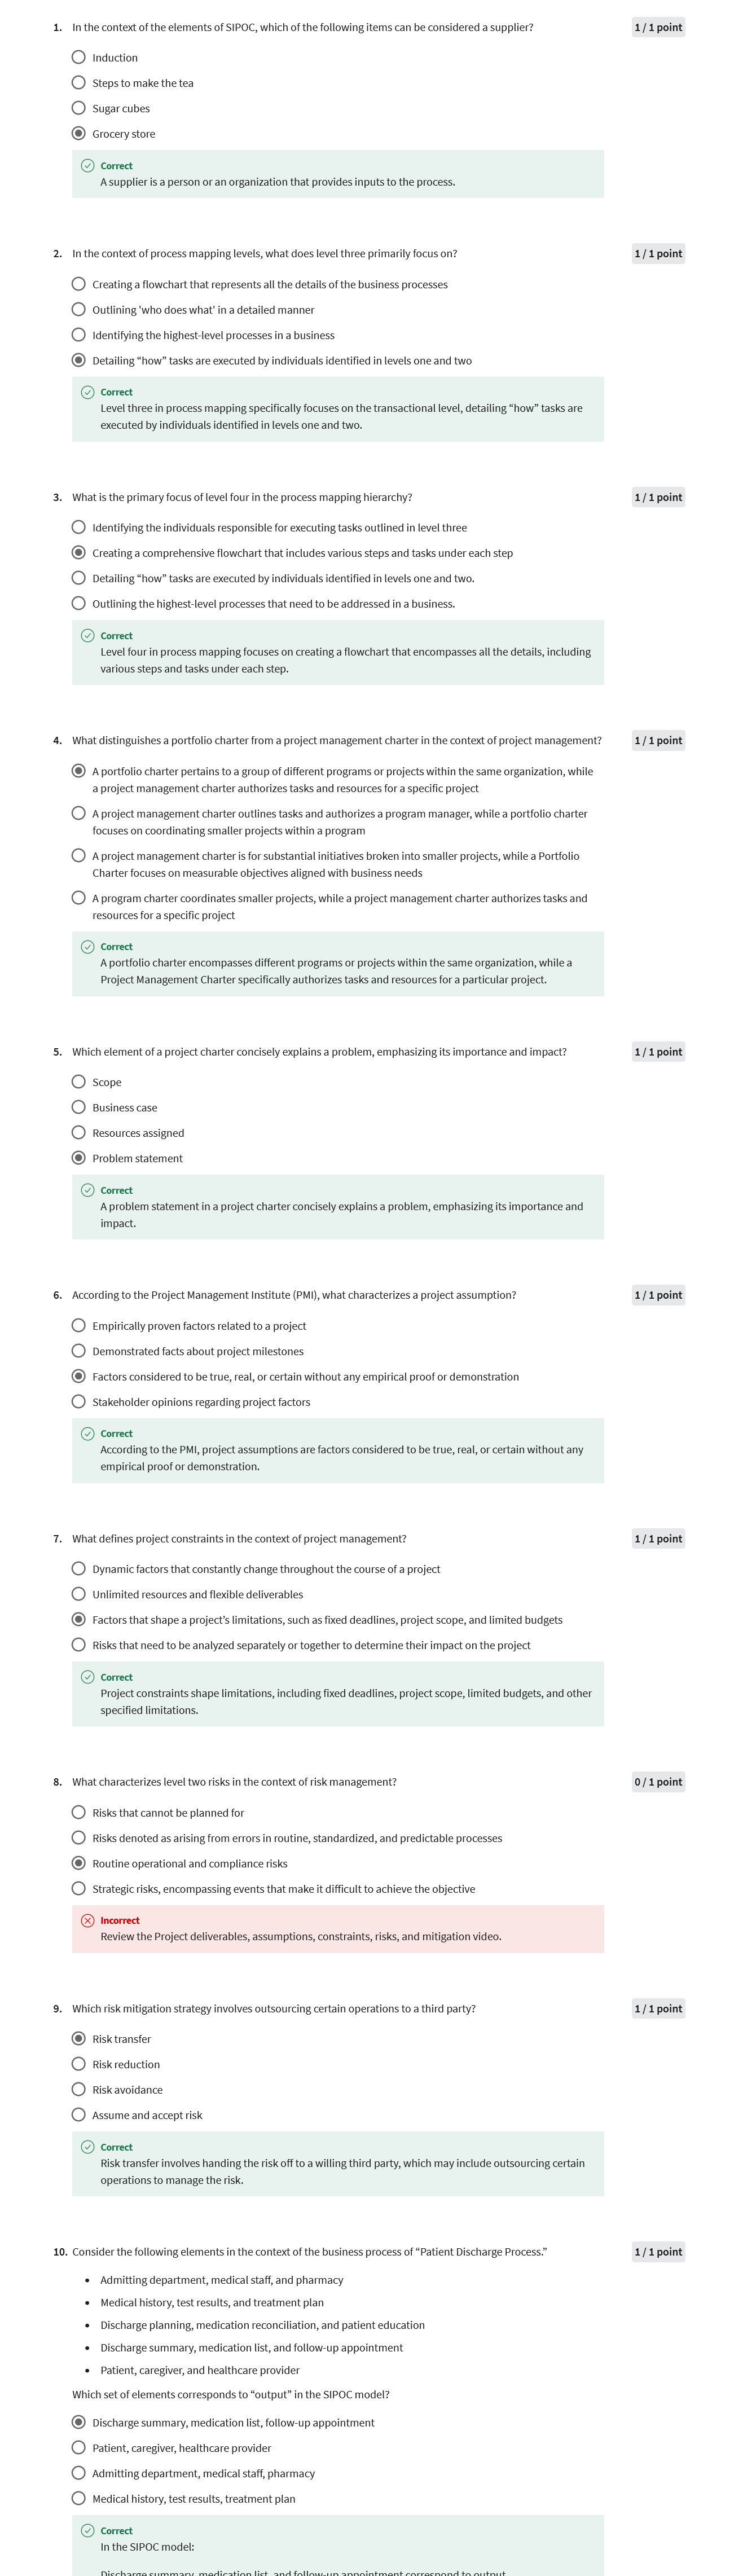 1. In the context of the elements of SIPOC, which of the following items can be considered a supplier? 1 / 1 point
Induction
Steps to make the tea
Sugar cubes
Grocery store
Correct
A supplier is a person or an organization that provides inputs to the process.
2. In the context of process mapping levels, what does level three primarily focus on? 1 / 1 point
Creating a flowchart that represents all the details of the business processes
Outlining 'who does what' in a detailed manner
Identifying the highest-level processes in a business
Detailing “how” tasks are executed by individuals identified in levels one and two
Correct
Level three in process mapping specifically focuses on the transactional level, detailing “how” tasks are
executed by individuals identified in levels one and two.
3. What is the primary focus of level four in the process mapping hierarchy? 1 / 1 point
Identifying the individuals responsible for executing tasks outlined in level three
Creating a comprehensive flowchart that includes various steps and tasks under each step
Detailing “how” tasks are executed by individuals identified in levels one and two.
Outlining the highest-level processes that need to be addressed in a business.
Correct
Level four in process mapping focuses on creating a flowchart that encompasses all the details, including
various steps and tasks under each step.
4. What distinguishes a portfolio charter from a project management charter in the context of project management? 1 / 1 point
A portfolio charter pertains to a group of different programs or projects within the same organization, while
a project management charter authorizes tasks and resources for a specific project
A project management charter outlines tasks and authorizes a program manager, while a portfolio charter
focuses on coordinating smaller projects within a program
A project management charter is for substantial initiatives broken into smaller projects, while a Portfolio
Charter focuses on measurable objectives aligned with business needs
A program charter coordinates smaller projects, while a project management charter authorizes tasks and
resources for a specific project
Correct
A portfolio charter encompasses different programs or projects within the same organization, while a
Project Management Charter specifically authorizes tasks and resources for a particular project.
5. Which element of a project charter concisely explains a problem, emphasizing its importance and impact? 1 / 1 point
Scope
Business case
Resources assigned
Problem statement
Correct
A problem statement in a project charter concisely explains a problem, emphasizing its importance and
impact.
6. According to the Project Management Institute (PMI), what characterizes a project assumption? 1 / 1 point
Empirically proven factors related to a project
Demonstrated facts about project milestones
Factors considered to be true, real, or certain without any empirical proof or demonstration
Stakeholder opinions regarding project factors
Correct
According to the PMI, project assumptions are factors considered to be true, real, or certain without any
empirical proof or demonstration.
7. What defines project constraints in the context of project management? 1 / 1 point
Dynamic factors that constantly change throughout the course of a project
Unlimited resources and flexible deliverables
Factors that shape a project’s limitations, such as fixed deadlines, project scope, and limited budgets
Risks that need to be analyzed separately or together to determine their impact on the project
Correct
Project constraints shape limitations, including fixed deadlines, project scope, limited budgets, and other
specified limitations.
8. What characterizes level two risks in the context of risk management? 0 / 1 point
Risks that cannot be planned for
Risks denoted as arising from errors in routine, standardized, and predictable processes
Routine operational and compliance risks
Strategic risks, encompassing events that make it difficult to achieve the objective
Incorrect
Review the Project deliverables, assumptions, constraints, risks, and mitigation video.
9. Which risk mitigation strategy involves outsourcing certain operations to a third party? 1 / 1 point
Risk transfer
Risk reduction
Risk avoidance
Assume and accept risk
Correct
Risk transfer involves handing the risk off to a willing third party, which may include outsourcing certain
operations to manage the risk.
10. Consider the following elements in the context of the business process of “Patient Discharge Process.” 1 / 1 point
• Admitting department, medical staff, and pharmacy
• Medical history, test results, and treatment plan
• Discharge planning, medication reconciliation, and patient education
• Discharge summary, medication list, and follow-up appointment
• Patient, caregiver, and healthcare provider
Which set of elements corresponds to “output” in the SIPOC model?
Discharge summary, medication list, follow-up appointment
Patient, caregiver, healthcare provider
Admitting department, medical staff, pharmacy
Medical history, test results, treatment plan
Correct
In the SIPOC model:
Discharge summary, medication list, and follow-up appointment correspond to output